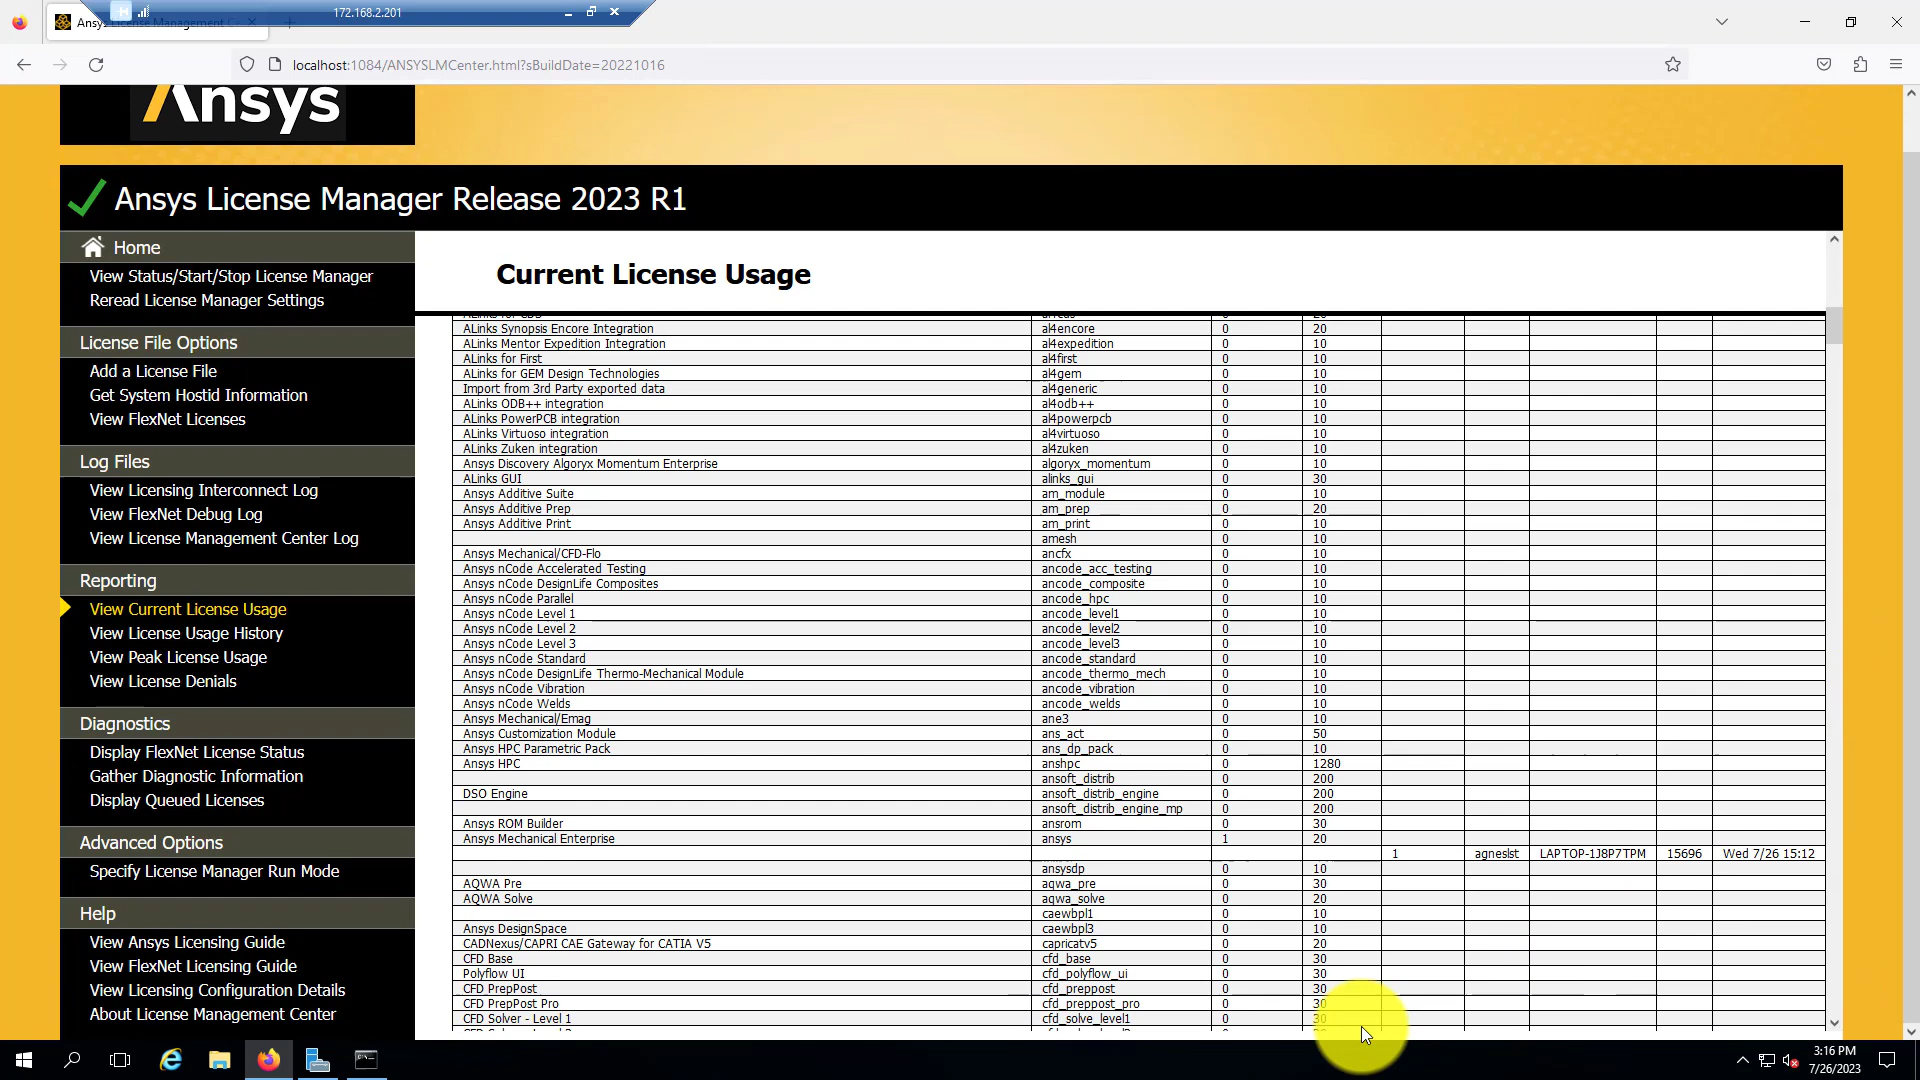 172.168.2.201
Ansys License Management C
localhost:1084/ANSYSLMCenter.html?sBuildDate=20221016
Ansys
Ansys License Manager Release 2023 R1
Home
View Status/Start/Stop License Manager
Reread License Manager Settings
License File Options
Add a License File
Get System Hostid Information
View FlexNet Licenses
Log Files
View Licensing Interconnect Log
View FlexNet Debug Log
View License Management Center Log
Reporting
View Current License Usage
View License Usage History
View Peak License Usage
View License Denials
Diagnostics
Display FlexNet License Status
Gather Diagnostic Information
Display Queued Licenses
Advanced Options
Specify License Manager Run Mode
Help
View Ansys Licensing Guide
View FlexNet Licensing Guide
View Licensing Configuration Details
About License Management Center
Current License Usage
ALinks Synopsis Encore Integration al4encore 0 20
ALinks Mentor Expedition Integration al4expedition 0 10
ALinks for First al4first 0 10
ALinks for GEM Design Technologies al4gem 0 10
Import from 3rd Party exported data al4generic 0 10
ALinks ODB++ integration al4odb++ 0 10
ALinks PowerPCB integration al4powerpcb 0 10
ALinks Virtuoso integration al4virtuoso 0 10
ALinks Zuken integration al4zuken 0 10
Ansys Discovery Algoryx Momentum Enterprise algoryx_momentum 0 10
ALinks GUI alinks_gui 0 30
Ansys Additive Suite am_module 0 10
Ansys Additive Prep am_prep 0 20
Ansys Additive Print am_print 0 10
amesh 0 10
Ansys Mechanical/CFD-Flo ancfx 0 10
Ansys nCode Accelerated Testing ancode_acc_testing 0 10
Ansys nCode DesignLife Composites ancode_composite 0 10
Ansys nCode Parallel ancode_hpc 0 10
Ansys nCode Level 1 ancode_level1 0 10
Ansys nCode Level 2 ancode_level2 0 10
Ansys nCode Level 3 ancode_level3 0 10
Ansys nCode Standard ancode_standard 0 10
Ansys nCode DesignLife Thermo-Mechanical Module ancode_thermo_mech 0 10
Ansys nCode Vibration ancode_vibration 0 10
Ansys nCode Welds ancode_welds 0 10
Ansys Mechanical/Emag ane3 0 10
Ansys Customization Module ans_act 0 50
Ansys HPC Parametric Pack ans_dp_pack 0 10
Ansys HPC anshpc 0 1280
ansoft_distrib 0 200
DSO Engine ansoft_distrib_engine 0 200
ansoft_distrib_engine_mp 0 200
Ansys ROM Builder ansrom 0 30
Ansys Mechanical Enterprise ansys 1 20
1 agneslst LAPTOP-1J8P7TPM 15696 Wed 7/26 15:12
ansysdp 0 10
AQWA Pre aqwa_pre 0 30
AQWA Solve aqwa_solve 0 20
caewbpl1 0 10
Ansys DesignSpace caewbpl3 0 10
CADNexus/CAPRI CAE Gateway for CATIA V5 capricatv5 0 20
CFD Base cfd_base 0 30
Polyflow UI cfd_polyflow_ui 0 30
CFD PrepPost cfd_preppost 0 30
CFD PrepPost Pro cfd_preppost_pro 0 30
CFD Solver - Level 1 cfd_solve_level1 0 30
3:16 PM
7/26/2023